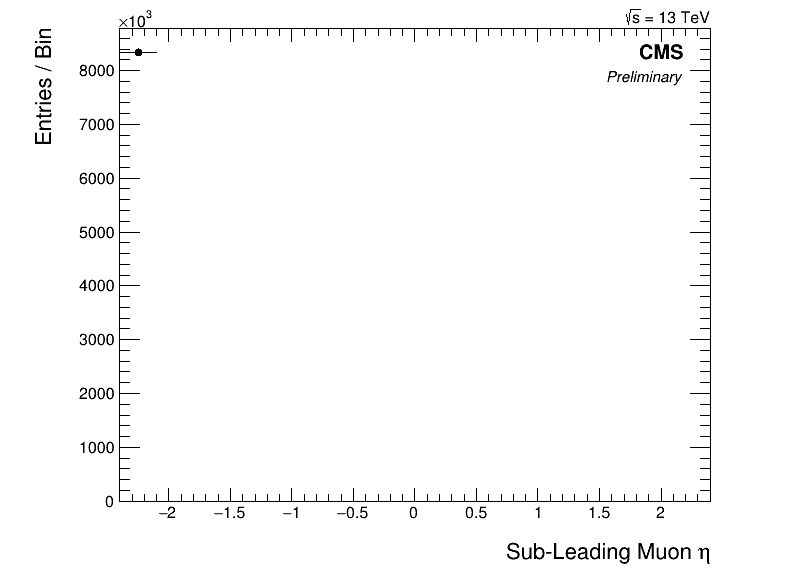 ×10³
√s = 13 TeV
Entries / Bin
CMS
Preliminary
8000
7000
6000
5000
4000
3000
2000
1000
0
−2 −1.5 −1 −0.5 0 0.5 1 1.5 2
Sub-Leading Muon η